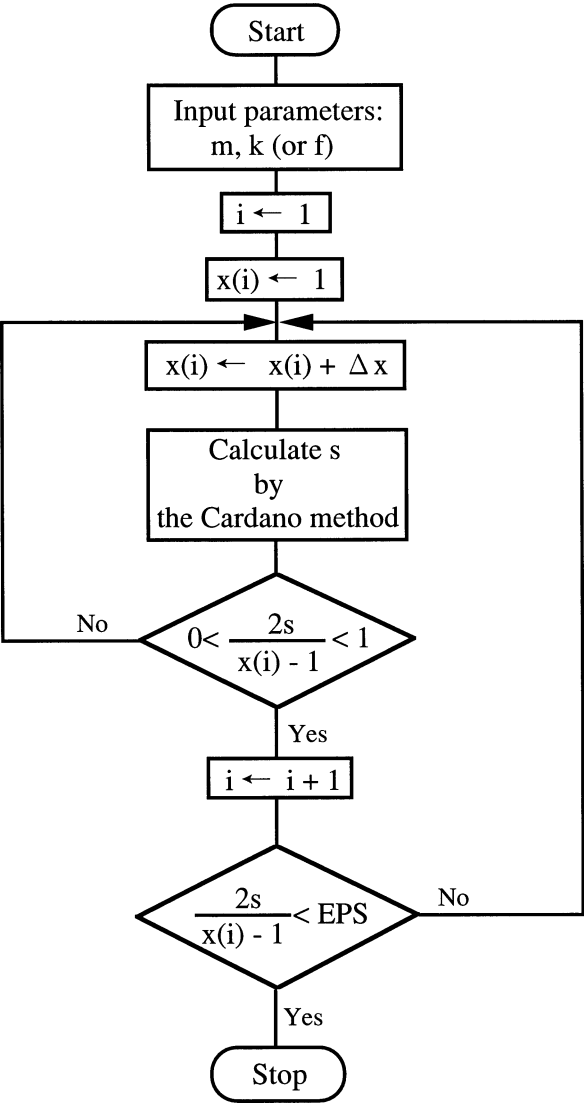 Start
Input parameters:
m, k (or f)
i ← 1
x(i) ← 1
x(i) ← x(i) + Δx
Calculate s
by
the Cardano method
No
0< 2s / x(i) - 1 < 1
Yes
i ← i + 1
2s / x(i) - 1 < EPS
No
Yes
Stop